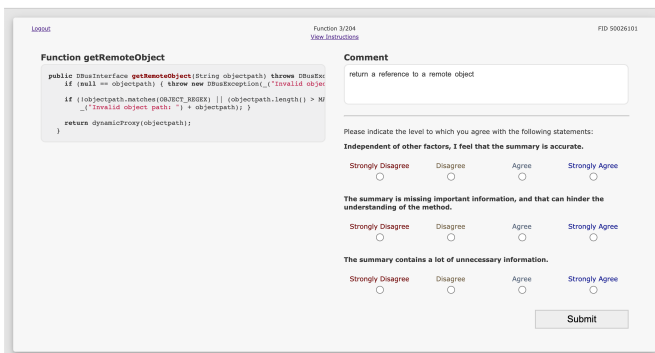 Logout
Function 3/204
View Instructions
FID 50026101
Function getRemoteObject
public DBusInterface getRemoteObject(String objectpath) throws DBusExc
if (null == objectpath) { throw new DBusException(_("Invalid objec
if (!objectpath.matches(OBJECT_REGEX) || (objectpath.length() > MA
_("Invalid object path: ") + objectpath); }
return dynamicProxy(objectpath);
}
Comment
return a reference to a remote object
Please indicate the level to which you agree with the following statements:
Independent of other factors, I feel that the summary is accurate.
Strongly Disagree Disagree Agree Strongly Agree
The summary is missing important information, and that can hinder the
understanding of the method.
Strongly Disagree Disagree Agree Strongly Agree
The summary contains a lot of unnecessary information.
Strongly Disagree Disagree Agree Strongly Agree
Submit